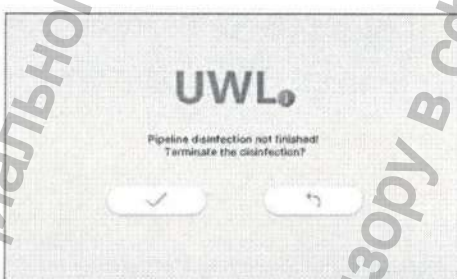 UWL
Pipeline disinfection not finished!
Terminate the disinfection?